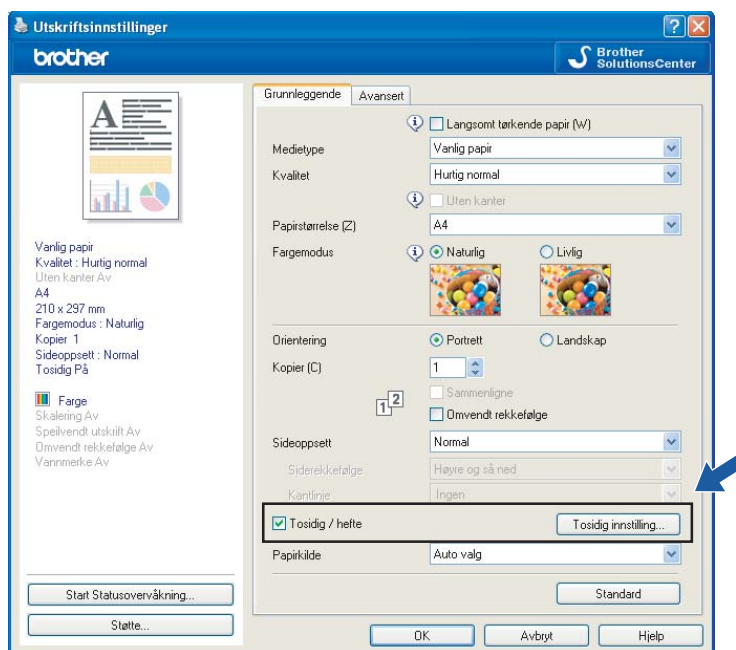 Utskriftsinnstillinger
brother
Brother
SolutionsCenter
A
Vanlig papir
Kvalitet : Hurtig normal
Uten kanter Av
A4
210 x 297 mm
Fargemodus : Naturlig
Kopier 1
Sideoppsett : Normal
Tosidig På
Farge
Skalering Av
Speilvendt utskrift Av
Omvendt rekkefølge Av
Vannmerke Av
Start Statusovervåkning...
Støtte...
Grunnleggende Avansert
Langsomt tørkende papir (W)
Medietype Vanlig papir
Kvalitet Hurtig normal
Uten kanter
Papirstørrelse (Z) A4
Fargemodus Naturlig Livlig
Orientering Portrett Landskap
Kopier (C) 1
Sammenligne
1 2
Omvendt rekkefølge
Sideoppsett Normal
Siderekkefølge Høyre og så ned
Kantlinje Ingen
Tosidig / hefte Tosidig innstilling...
Papirkilde Auto valg
Standard
OK Avbryt Hjelp